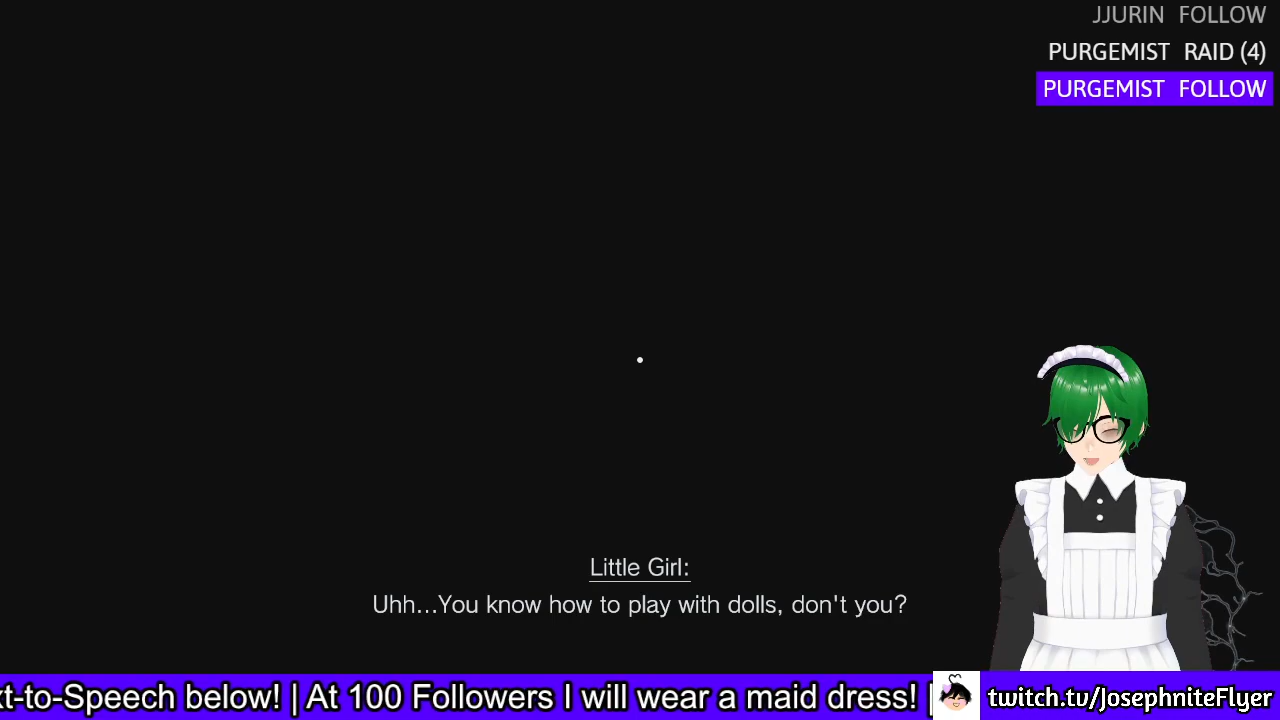 JJURIN FOLLOW
PURGEMIST RAID (4)
PURGEMIST FOLLOW
Little Girl:
Uhh...You know how to play with dolls, don't you?
xt-to-Speech below! | At 100 Followers I will wear a maid dress! |
twitch.tv/JosephniteFlyer